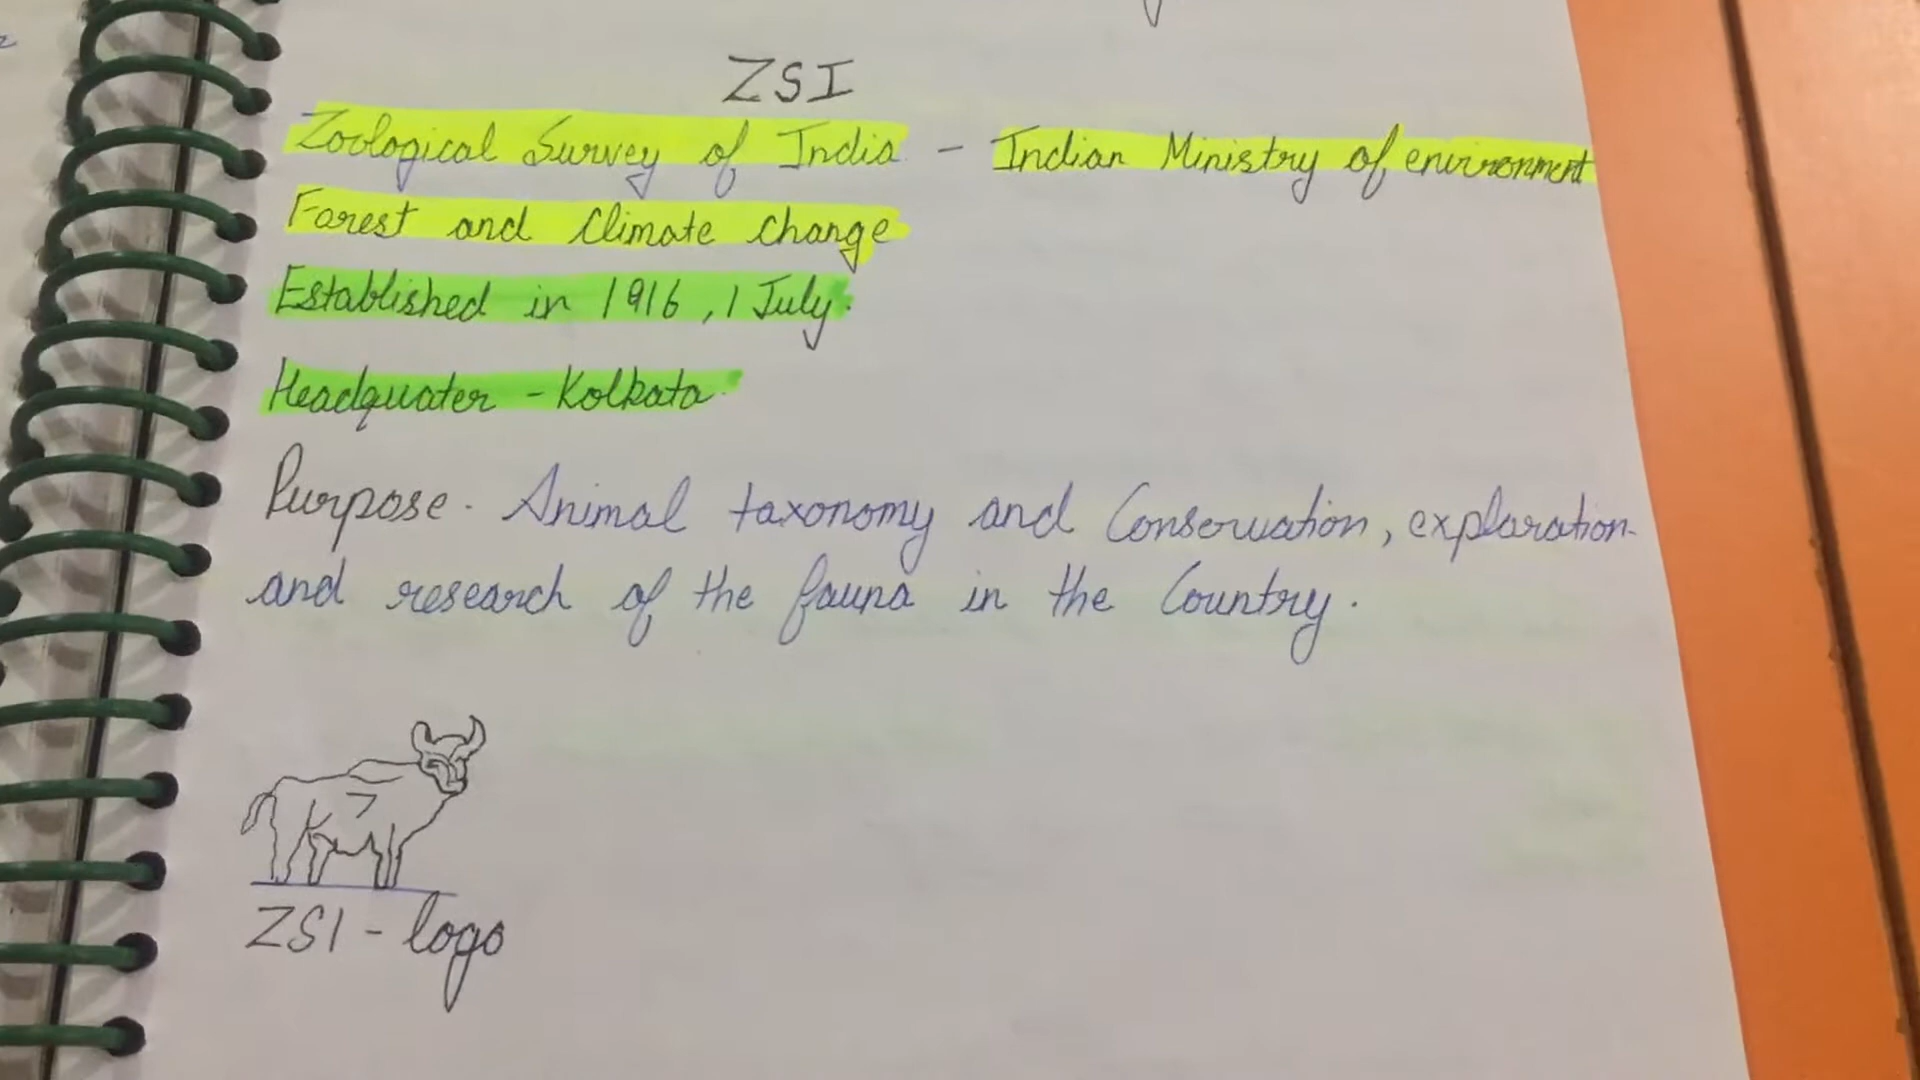 ZSI
Zoological Survey of India - Indian Ministry of environment
Forest and Climate change
Established in 1916, 1 July.
Headquater - Kolkata.
Purpose. Animal taxonomy and Conservation, exploration
and research of the fauna in the Country.
ZSI - logo